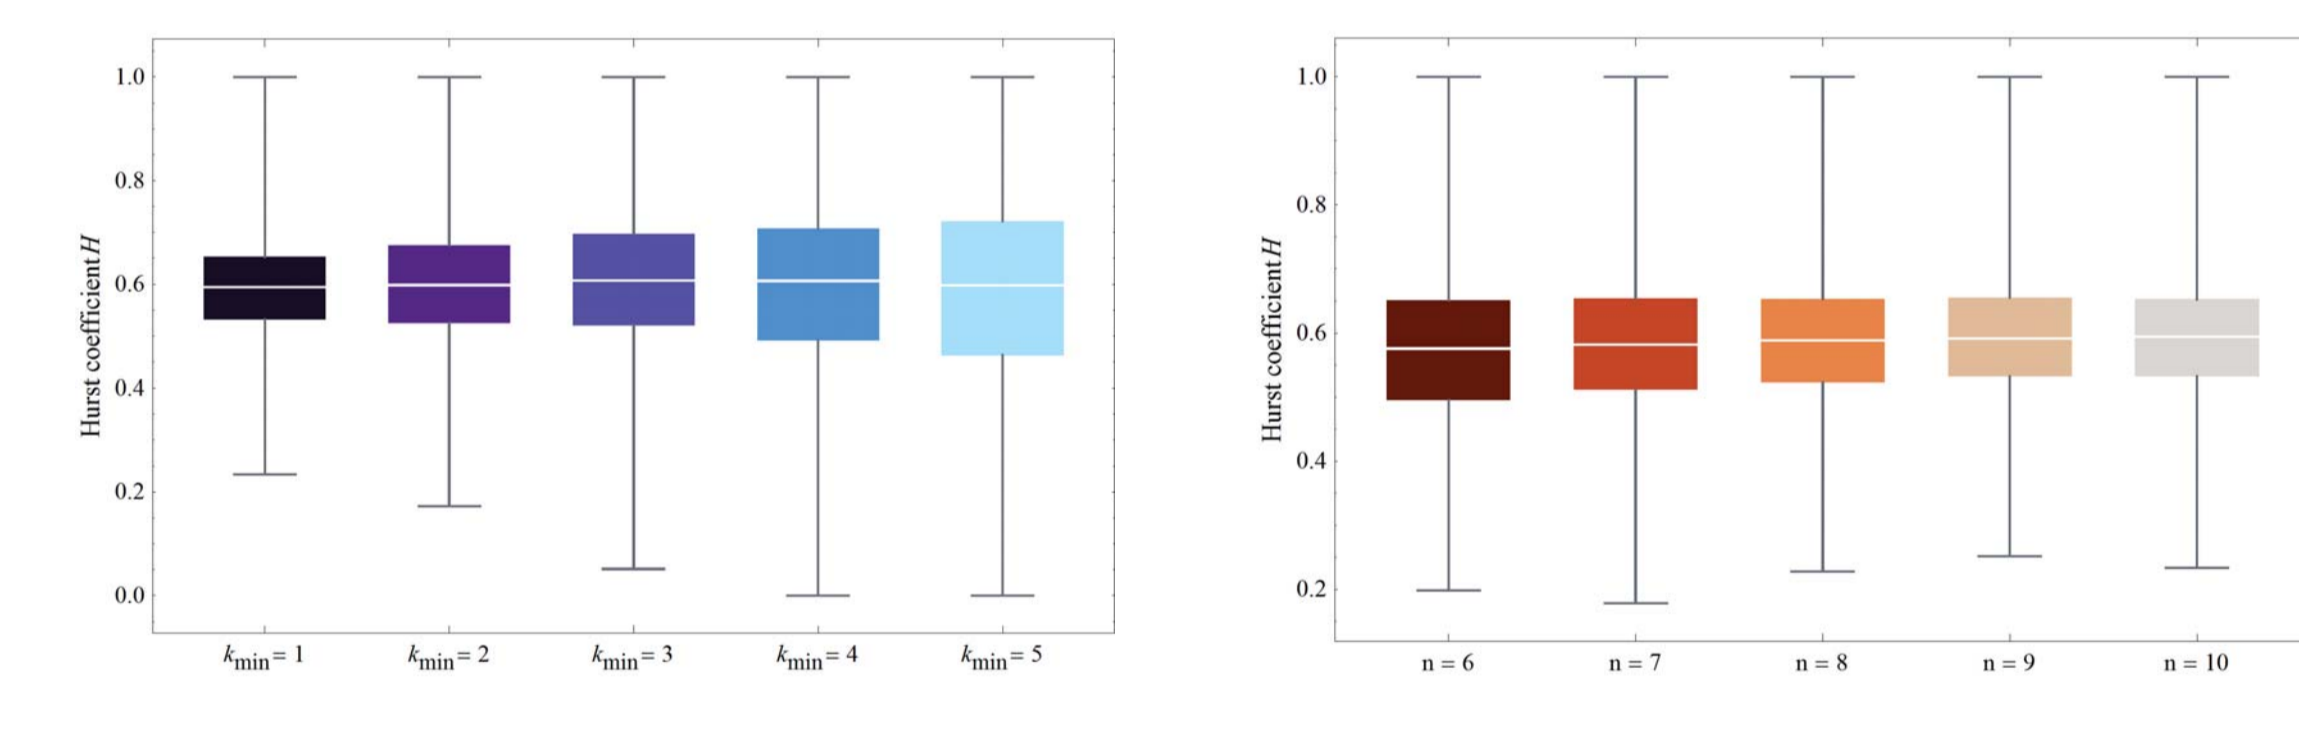 Hurst coefficient H
1.0
0.8
0.6
0.4
0.2
0.0
kmin = 1
kmin = 2
kmin = 3
kmin = 4
kmin = 5
Hurst coefficient H
1.0
0.8
0.6
0.4
0.2
n = 6
n = 7
n = 8
n = 9
n = 10